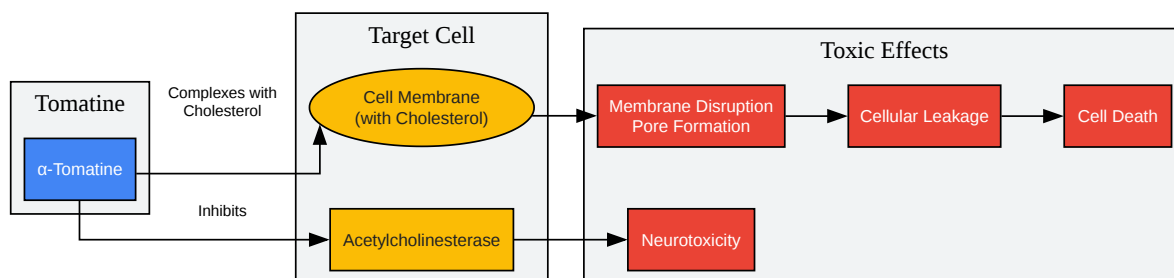 Target Cell
Toxic Effects
Tomatine
Complexes with
Cholesterol
Cell Membrane
(with Cholesterol)
Membrane Disruption
Pore Formation
Cellular Leakage
Cell Death
α-Tomatine
Inhibits
Acetylcholinesterase
Neurotoxicity